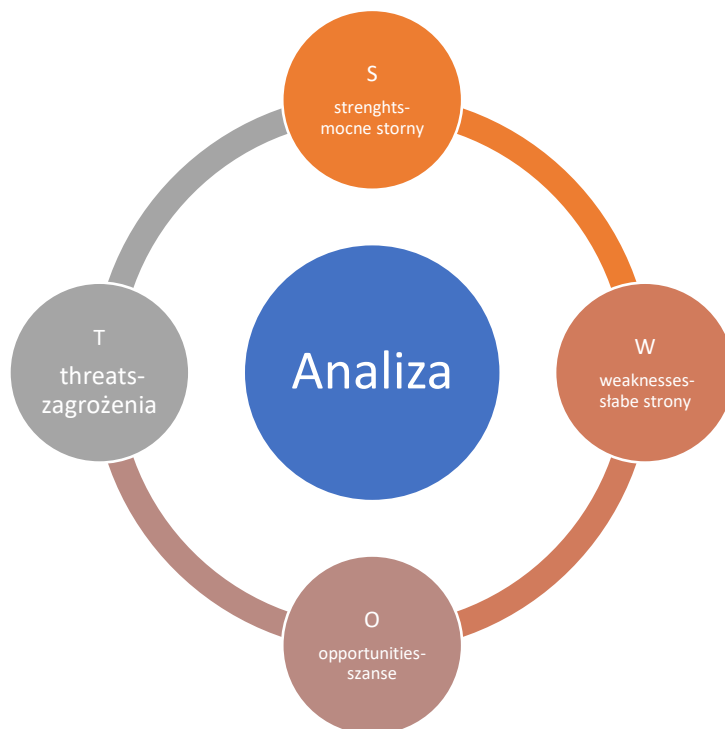 S
strenghts-
mocne storny
T
threats-
zagrożenia
Analiza
W
weaknesses-
słabe strony
O
opportunities-
szanse